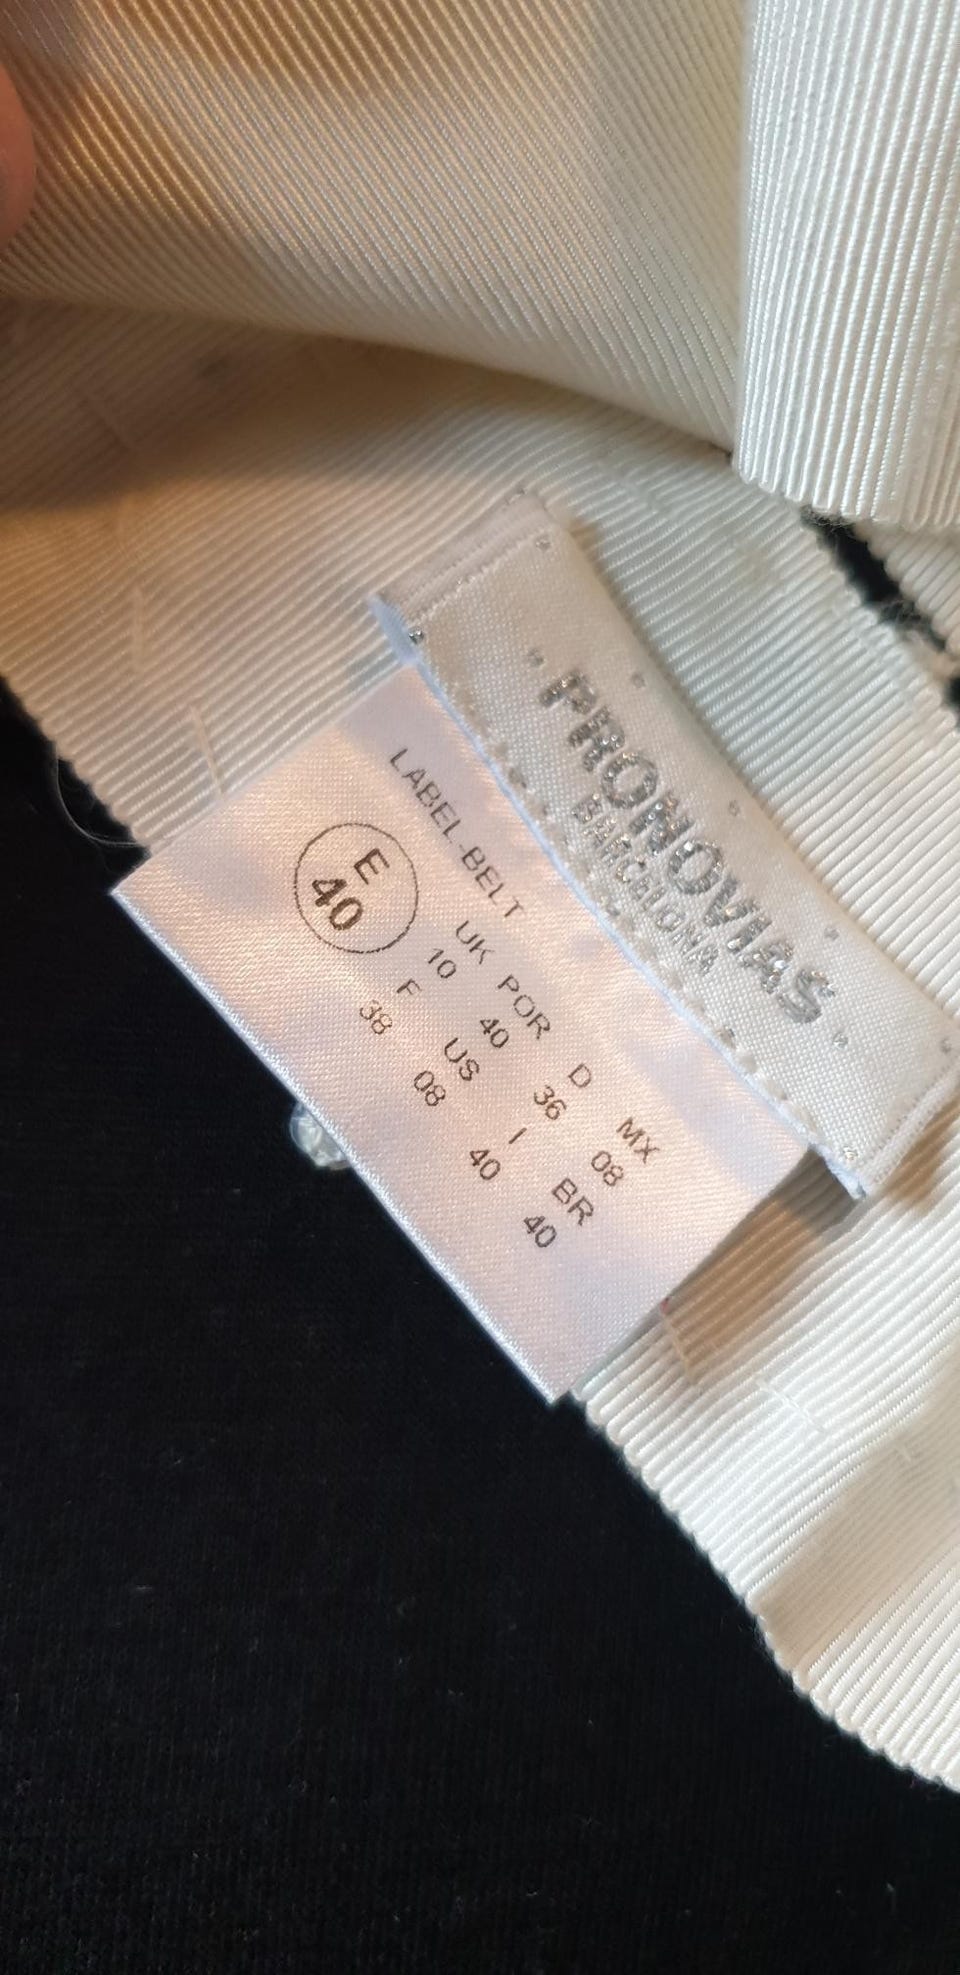 "PRONOVIAS"
BARCELONA
LABEL-BELT
E
40
UK POR D MX
10 40 36 08
F US I BR
38 08 40 40